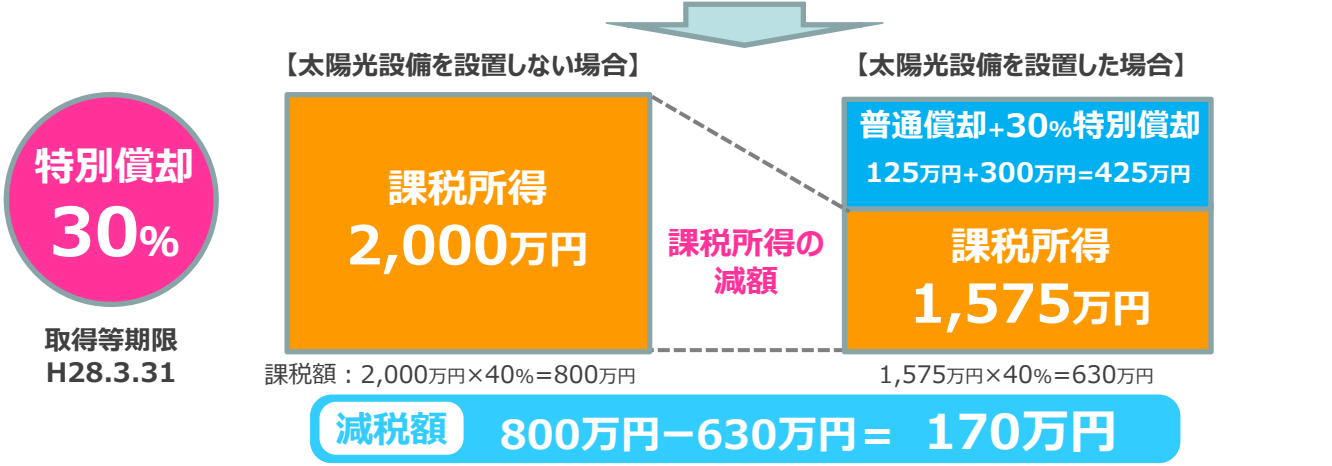 【太陽光設備を設置しない場合】
【太陽光設備を設置した場合】
特別償却
30%
取得等期限
H28.3.31
課税所得
2,000万円
課税所得の
減額
普通償却+30%特別償却
125万円+300万円=425万円
課税所得
1,575万円
課税額：2,000万円×40%=800万円
1,575万円×40%=630万円
減税額 800万円ー630万円= 170万円